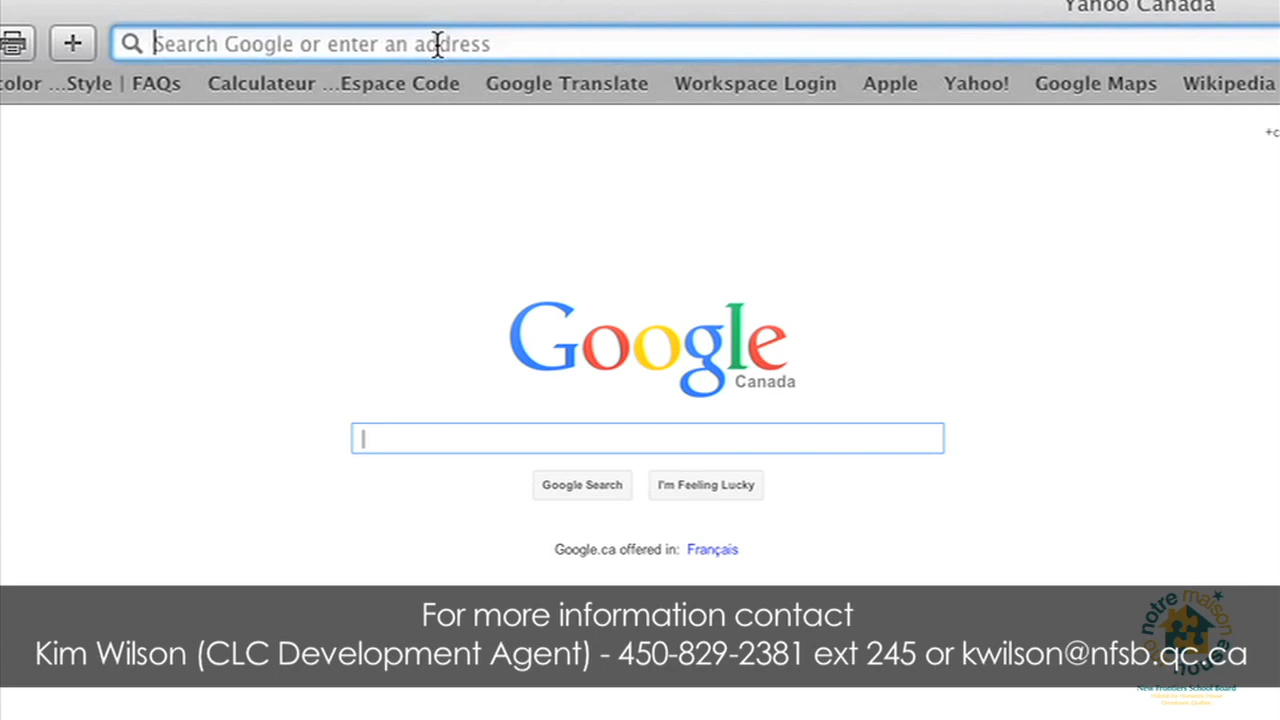 Yahoo Canada
Search Google or enter an address
color ...Style | FAQs Calculateur ...Espace Code Google Translate Workspace Login Apple Yahoo! Google Maps Wikipedia
+c
Google
Canada
Google Search I'm Feeling Lucky
Google.ca offered in: Français
For more information contact
Kim Wilson (CLC Development Agent) - 450-829-2381 ext 245 or kwilson@nfsb.qc.ca
notre maison
New Frontiers School Board